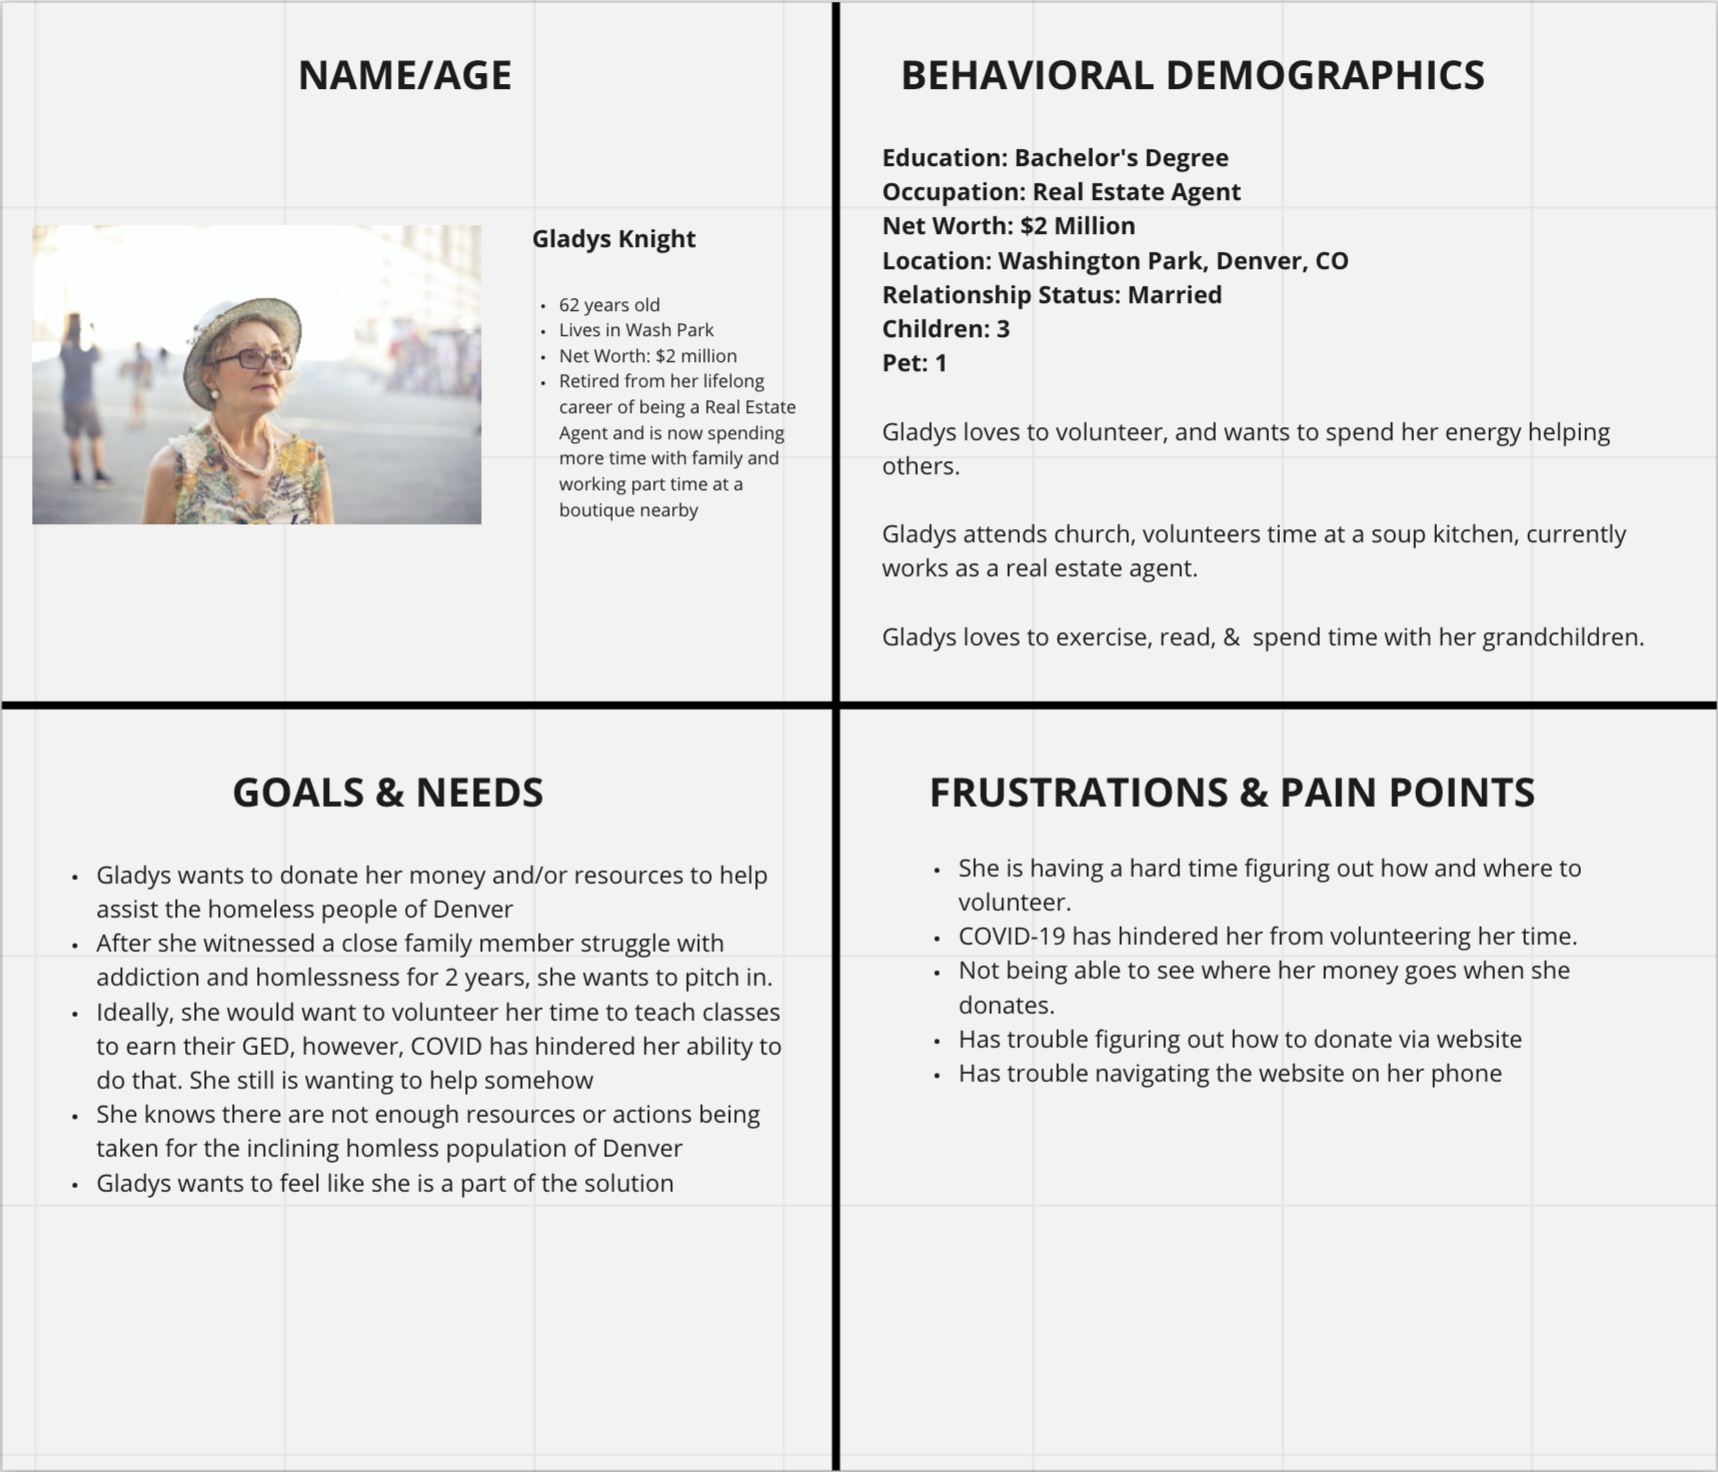 NAME/AGE
Gladys Knight
• 62 years old
• Lives in Wash Park
• Net Worth: $2 million
• Retired from her lifelong
career of being a Real Estate
Agent and is now spending
more time with family and
working part time at a
boutique nearby
BEHAVIORAL DEMOGRAPHICS
Education: Bachelor's Degree
Occupation: Real Estate Agent
Net Worth: $2 Million
Location: Washington Park, Denver, CO
Relationship Status: Married
Children: 3
Pet: 1
Gladys loves to volunteer, and wants to spend her energy helping
others.
Gladys attends church, volunteers time at a soup kitchen, currently
works as a real estate agent.
Gladys loves to exercise, read, & spend time with her grandchildren.
GOALS & NEEDS
• Gladys wants to donate her money and/or resources to help
assist the homeless people of Denver
• After she witnessed a close family member struggle with
addiction and homlessness for 2 years, she wants to pitch in.
• Ideally, she would want to volunteer her time to teach classes
to earn their GED, however, COVID has hindered her ability to
do that. She still is wanting to help somehow
• She knows there are not enough resources or actions being
taken for the inclining homless population of Denver
• Gladys wants to feel like she is a part of the solution
FRUSTRATIONS & PAIN POINTS
• She is having a hard time figuring out how and where to
volunteer.
• COVID-19 has hindered her from volunteering her time.
• Not being able to see where her money goes when she
donates.
• Has trouble figuring out how to donate via website
• Has trouble navigating the website on her phone